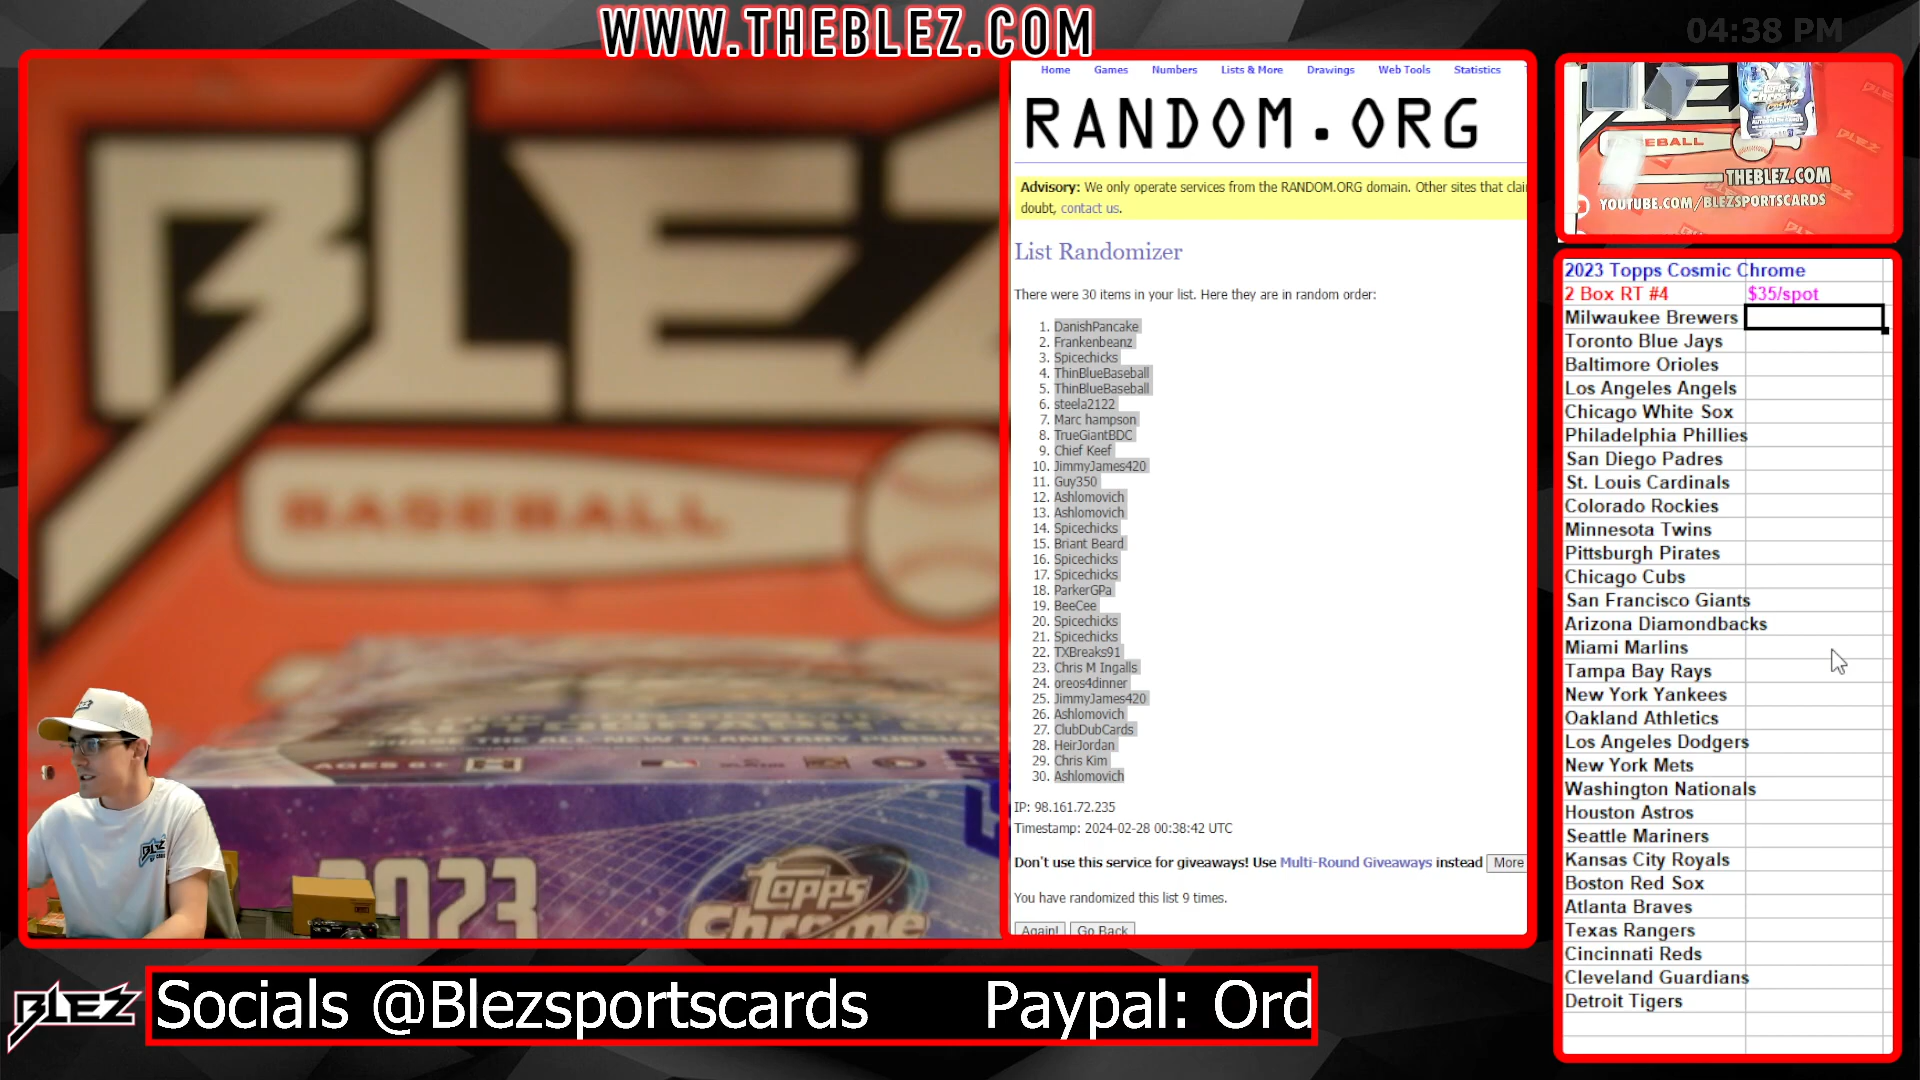 WWW.THEBLEZ.COM
04:38 PM
BLEZ
BASEBALL
AGES 6+
2023
Topps
Chrome
Home Games Numbers Lists & More Drawings Web Tools Statistics
RANDOM.ORG
Advisory: We only operate services from the RANDOM.ORG domain. Other sites that clai
doubt, contact us.
List Randomizer
There were 30 items in your list. Here they are in random order:
1. DanishPancake
2. Frankenbeanz
3. Spicechicks
4. ThinBlueBaseball
5. ThinBlueBaseball
6. steela2122
7. Marc hampson
8. TrueGiantBDC
9. Chief Keef
10. JimmyJames420
11. Guy350
12. Ashlomovich
13. Ashlomovich
14. Spicechicks
15. Briant Beard
16. Spicechicks
17. Spicechicks
18. ParkerGPa
19. BeeCee
20. Spicechicks
21. Spicechicks
22. TXBreaks91
23. Chris M Ingalls
24. oreos4dinner
25. JimmyJames420
26. Ashlomovich
27. ClubDubCards
28. HeirJordan
29. Chris Kim
30. Ashlomovich
IP: 98.161.72.235
Timestamp: 2024-02-28 00:38:42 UTC
Don't use this service for giveaways! Use Multi-Round Giveaways instead More
You have randomized this list 9 times.
Again! Go Back
THEBLEZ.COM
YOUTUBE.COM/BLEZSPORTSCARDS
2023 Topps Cosmic Chrome
2 Box RT #4 $35/spot
Milwaukee Brewers
Toronto Blue Jays
Baltimore Orioles
Los Angeles Angels
Chicago White Sox
Philadelphia Phillies
San Diego Padres
St. Louis Cardinals
Colorado Rockies
Minnesota Twins
Pittsburgh Pirates
Chicago Cubs
San Francisco Giants
Arizona Diamondbacks
Miami Marlins
Tampa Bay Rays
New York Yankees
Oakland Athletics
Los Angeles Dodgers
New York Mets
Washington Nationals
Houston Astros
Seattle Mariners
Kansas City Royals
Boston Red Sox
Atlanta Braves
Texas Rangers
Cincinnati Reds
Cleveland Guardians
Detroit Tigers
BLEZ
Socials @Blezsportscards Paypal: Ord